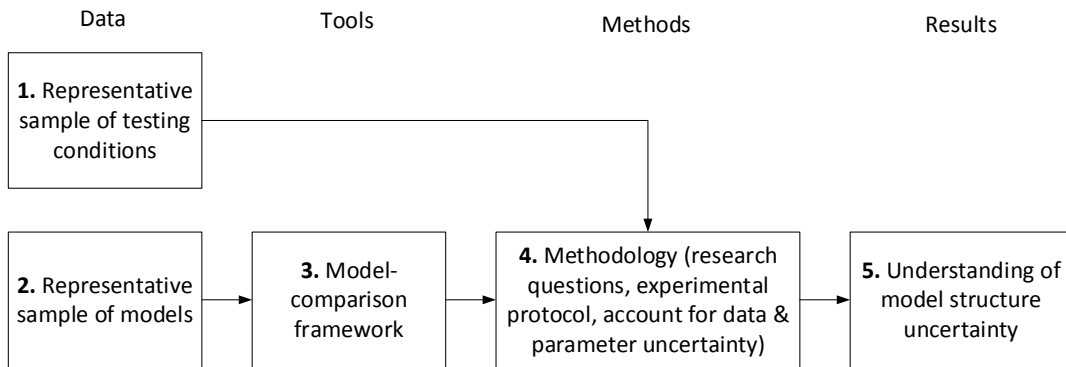 Data
Tools
Methods
Results
1. Representative
sample of testing
conditions
2. Representative
sample of models
3. Model-
comparison
framework
4. Methodology (research
questions, experimental
protocol, account for data &
parameter uncertainty)
5. Understanding of
model structure
uncertainty